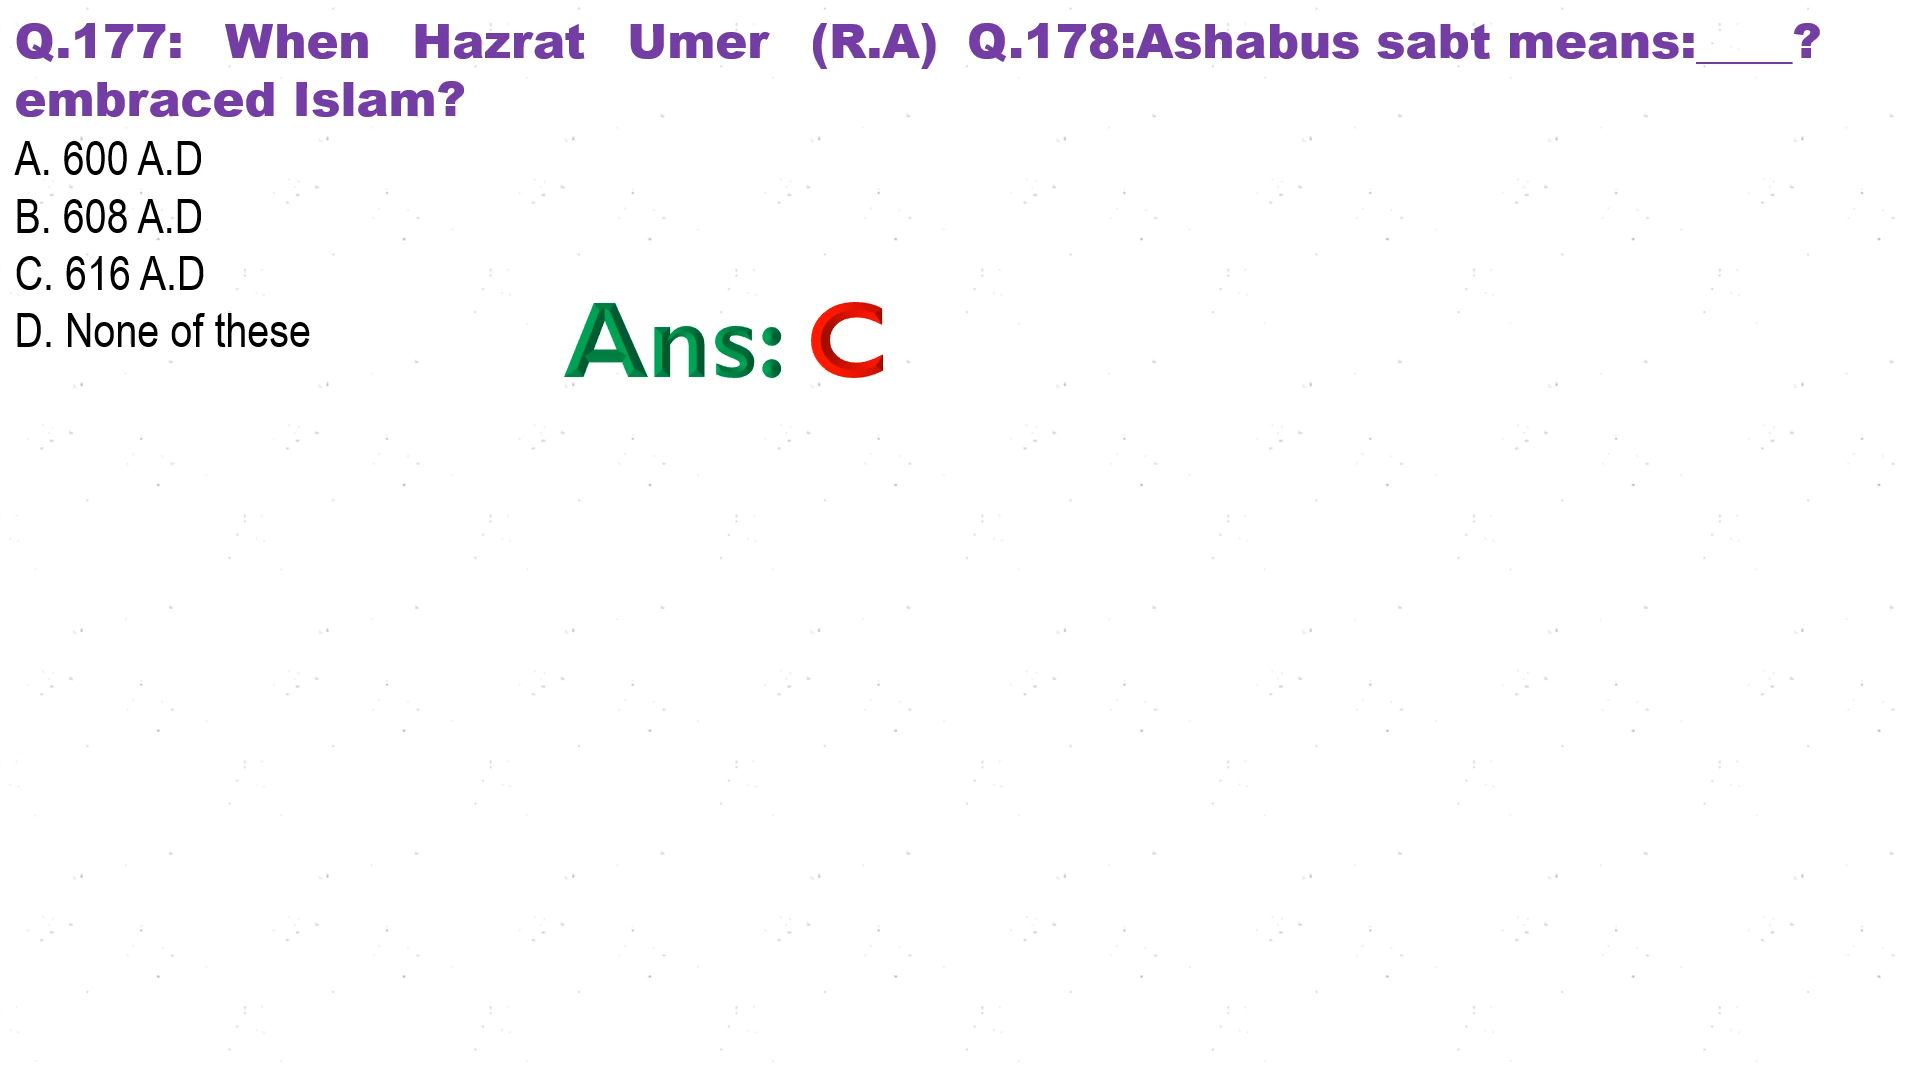 Q.177: When Hazrat Umer (R.A)
embraced Islam?
A. 600 A.D
B. 608 A.D
C. 616 A.D
D. None of these
Ans: C
Q.178:Ashabus sabt means:____?